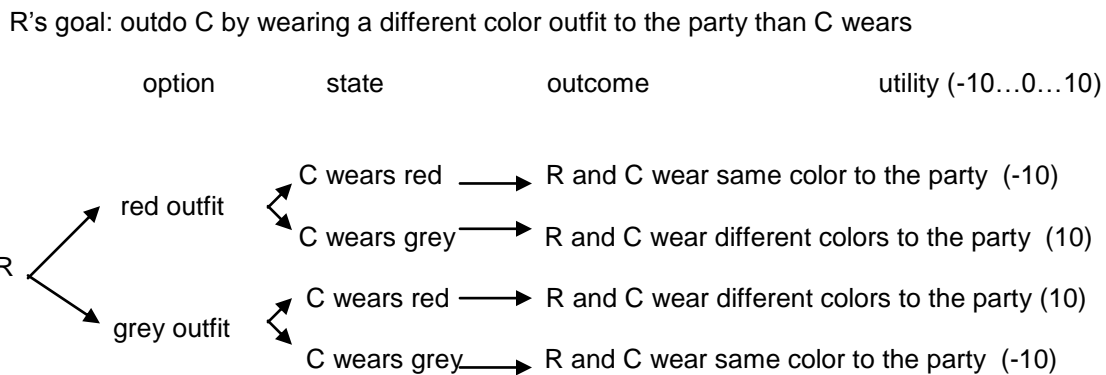 R's goal: outdo C by wearing a different color outfit to the party than C wears
option state outcome utility (-10…0…10)
C wears red R and C wear same color to the party (-10)
red outfit
C wears grey R and C wear different colors to the party (10)
R
C wears red R and C wear different colors to the party (10)
grey outfit
C wears grey R and C wear same color to the party (-10)